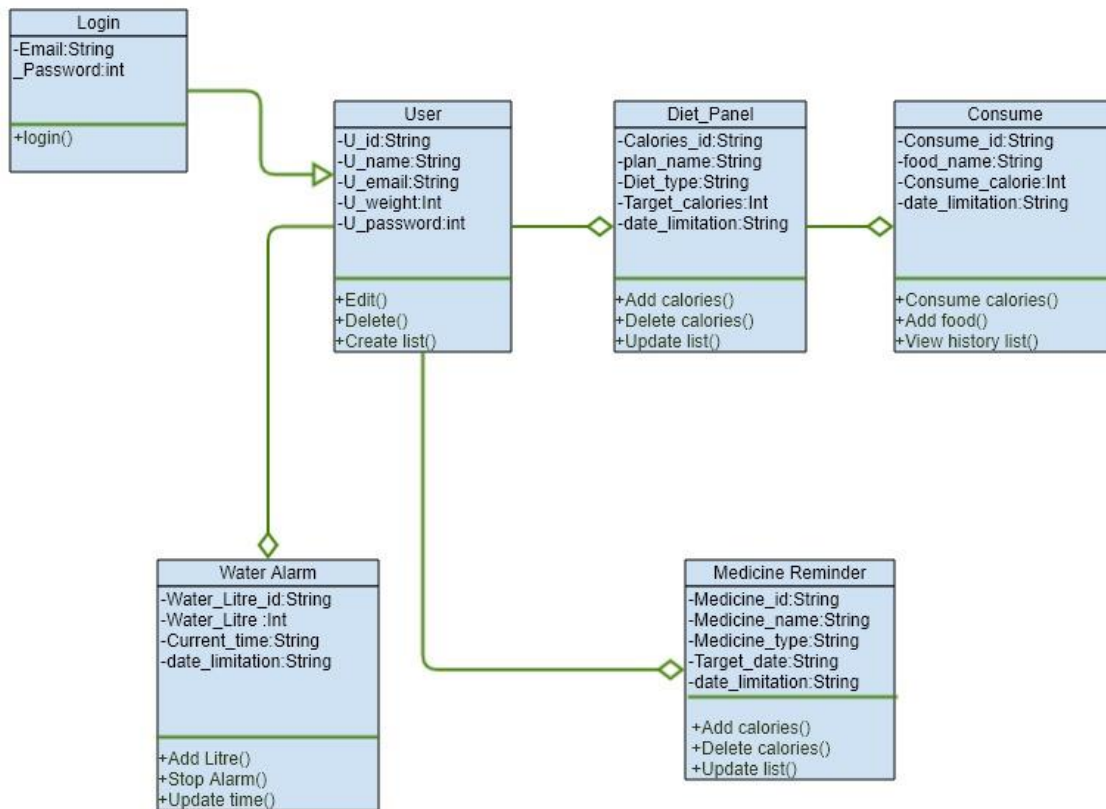 Login
-Email:String
_Password:int
+login()
User
-U_id:String
-U_name:String
-U_email:String
-U_weight:Int
-U_password:int
+Edit()
+Delete()
+Create list()
Diet_Panel
-Calories_id:String
-plan_name:String
-Diet_type:String
-Target_calories:Int
-date_limitation:String
+Add calories()
+Delete calories()
+Update list()
Consume
-Consume_id:String
-food_name:String
-Consume_calorie:Int
-date_limitation:String
+Consume calories()
+Add food()
+View history list()
Water Alarm
-Water_Litre_id:String
-Water_Litre :Int
-Current_time:String
-date_limitation:String
+Add Litre()
+Stop Alarm()
+Update time()
Medicine Reminder
-Medicine_id:String
-Medicine_name:String
-Medicine_type:String
-Target_date:String
-date_limitation:String
+Add calories()
+Delete calories()
+Update list()